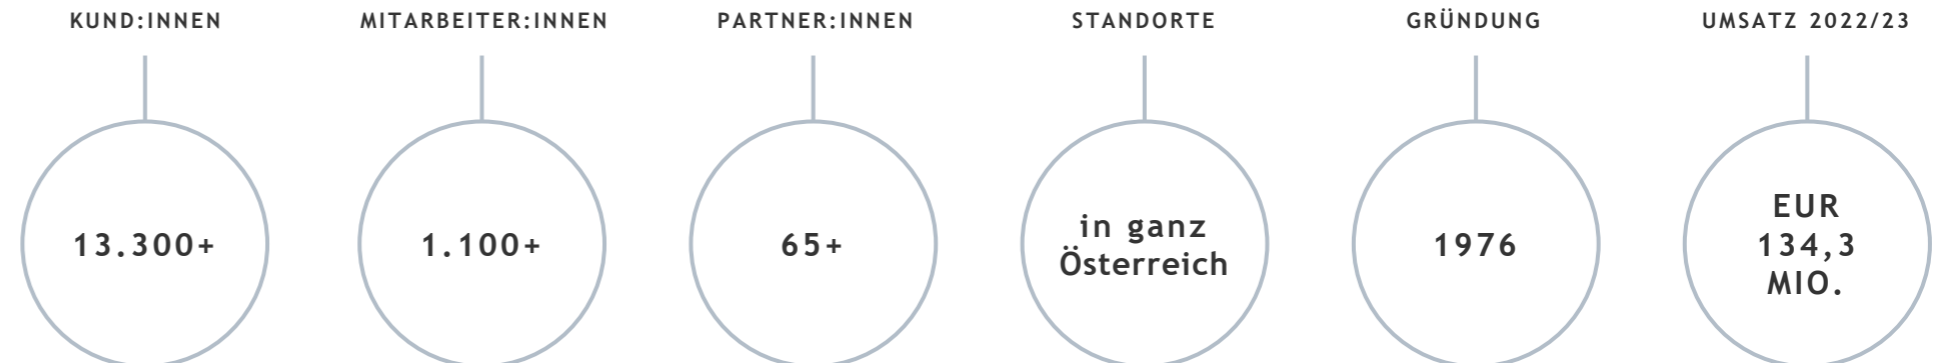 KUND:INNEN
13.300+
MITARBEITER:INNEN
1.100+
PARTNER:INNEN
65+
STANDORTE
in ganz
Österreich
GRÜNDUNG
1976
UMSATZ 2022/23
EUR
134,3
MIO.